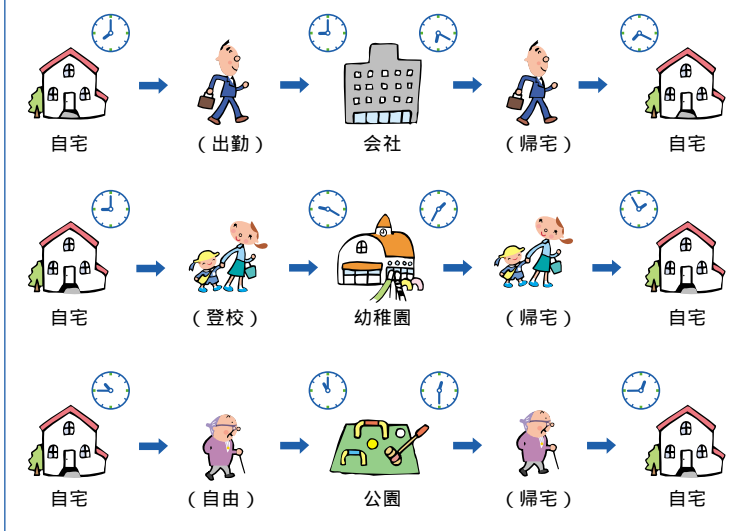 自宅 (出勤) 会社 (帰宅) 自宅
自宅 (登校) 幼稚園 (帰宅) 自宅
自宅 (自由) 公園 (帰宅) 自宅